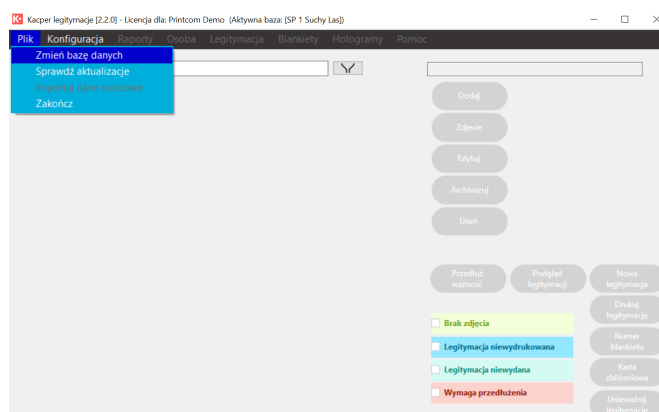 K Kacper legitymacje [2.2.0] - Licencja dla: Printcom Demo (Aktywna baza: [SP 1 Suchy Las])
Plik Konfiguracja Raporty Osoba Legitymacja Blankiety Hologramy Pomoc
Zmień bazę danych
Sprawdź aktualizacje
Importuj dane osobowe
Zakończ
Dodaj
Zdjęcie
Edytuj
Archiwizuj
Usuń
Przedłuż
ważność
Podgląd
legitymacji
Nowa
legitymacja
Drukuj
legitymację
Brak zdjęcia
Numer
blankietu
Legitymacja niewydrukowana
Legitymacja niewydana
Karta
zbliżeniowa
Wymaga przedłużenia
Unieważnij
legitymację